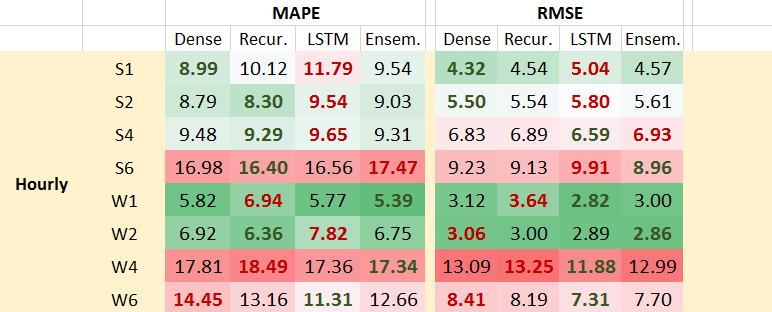 MAPE RMSE
Dense Recur. LSTM Ensem. Dense Recur. LSTM Ensem.
S1 8.99 10.12 11.79 9.54 4.32 4.54 5.04 4.57
S2 8.79 8.30 9.54 9.03 5.50 5.54 5.80 5.61
S4 9.48 9.29 9.65 9.31 6.83 6.89 6.59 6.93
S6 16.98 16.40 16.56 17.47 9.23 9.13 9.91 8.96
Hourly
W1 5.82 6.94 5.77 5.39 3.12 3.64 2.82 3.00
W2 6.92 6.36 7.82 6.75 3.06 3.00 2.89 2.86
W4 17.81 18.49 17.36 17.34 13.09 13.25 11.88 12.99
W6 14.45 13.16 11.31 12.66 8.41 8.19 7.31 7.70